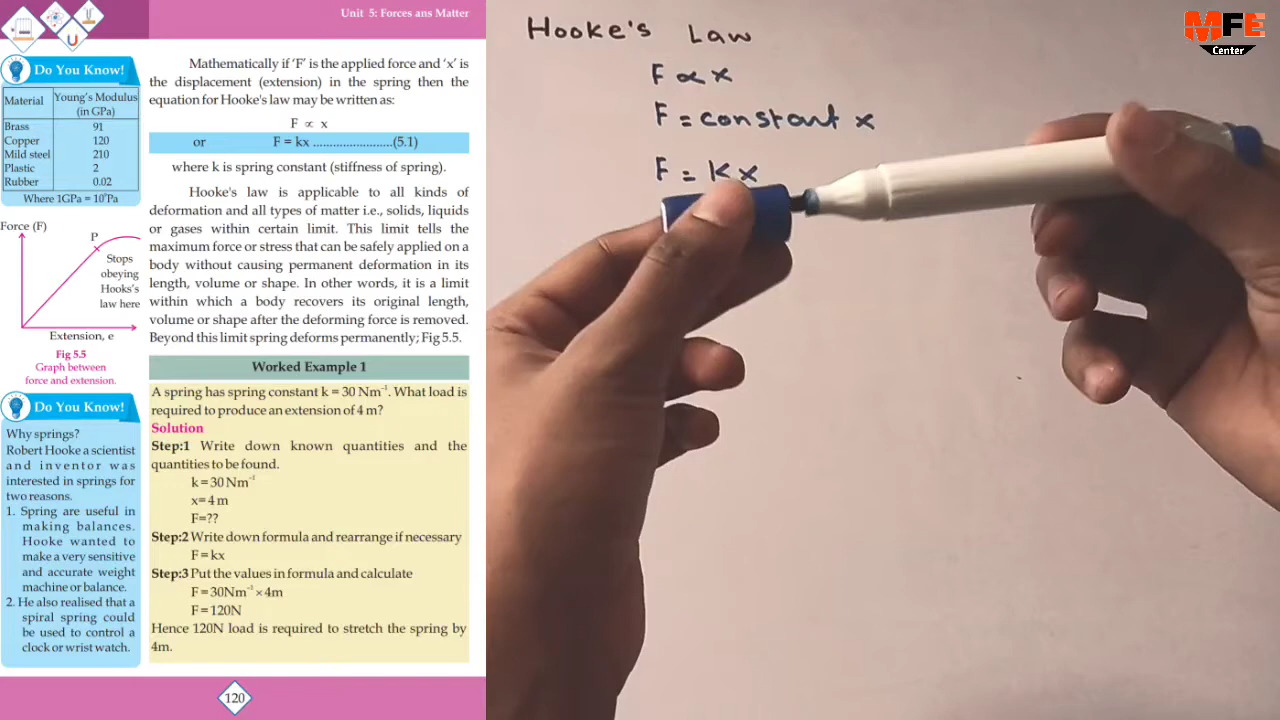 Unit 5: Forces ans Matter
Do You Know!
Material Young's Modulus (in GPa)
Brass 91
Copper 120
Mild steel 210
Plastic 2
Rubber 0.02
Where 1GPa = 10⁹Pa
Force (F)
P
Stops
obeying
Hooks's
law here
Extension, e
Fig 5.5
Graph between
force and extension.
Do You Know!
Why springs?
Robert Hooke a scientist
and inventor was
interested in springs for
two reasons.
1. Spring are useful in
making balances.
Hooke wanted to
make a very sensitive
and accurate weight
machine or balance.
2. He also realised that a
spiral spring could
be used to control a
clock or wrist watch.
Mathematically if 'F' is the applied force and 'x' is
the displacement (extension) in the spring then the
equation for Hooke's law may be written as:
F ∝ x
or F = kx ........................(5.1)
where k is spring constant (stiffness of spring).
Hooke's law is applicable to all kinds of
deformation and all types of matter i.e., solids, liquids
or gases within certain limit. This limit tells the
maximum force or stress that can be safely applied on a
body without causing permanent deformation in its
length, volume or shape. In other words, it is a limit
within which a body recovers its original length,
volume or shape after the deforming force is removed.
Beyond this limit spring deforms permanently; Fig 5.5.
Worked Example 1
A spring has spring constant k = 30 Nm⁻¹. What load is
required to produce an extension of 4 m?
Solution
Step:1 Write down known quantities and the
quantities to be found.
k = 30 Nm⁻¹
x= 4 m
F=??
Step:2 Write down formula and rearrange if necessary
F = kx
Step:3 Put the values in formula and calculate
F = 30Nm⁻¹ × 4m
F = 120N
Hence 120N load is required to stretch the spring by
4m.
120
Hooke's Law
F ∝ x
F = constant x
F = kx
MFE
Center